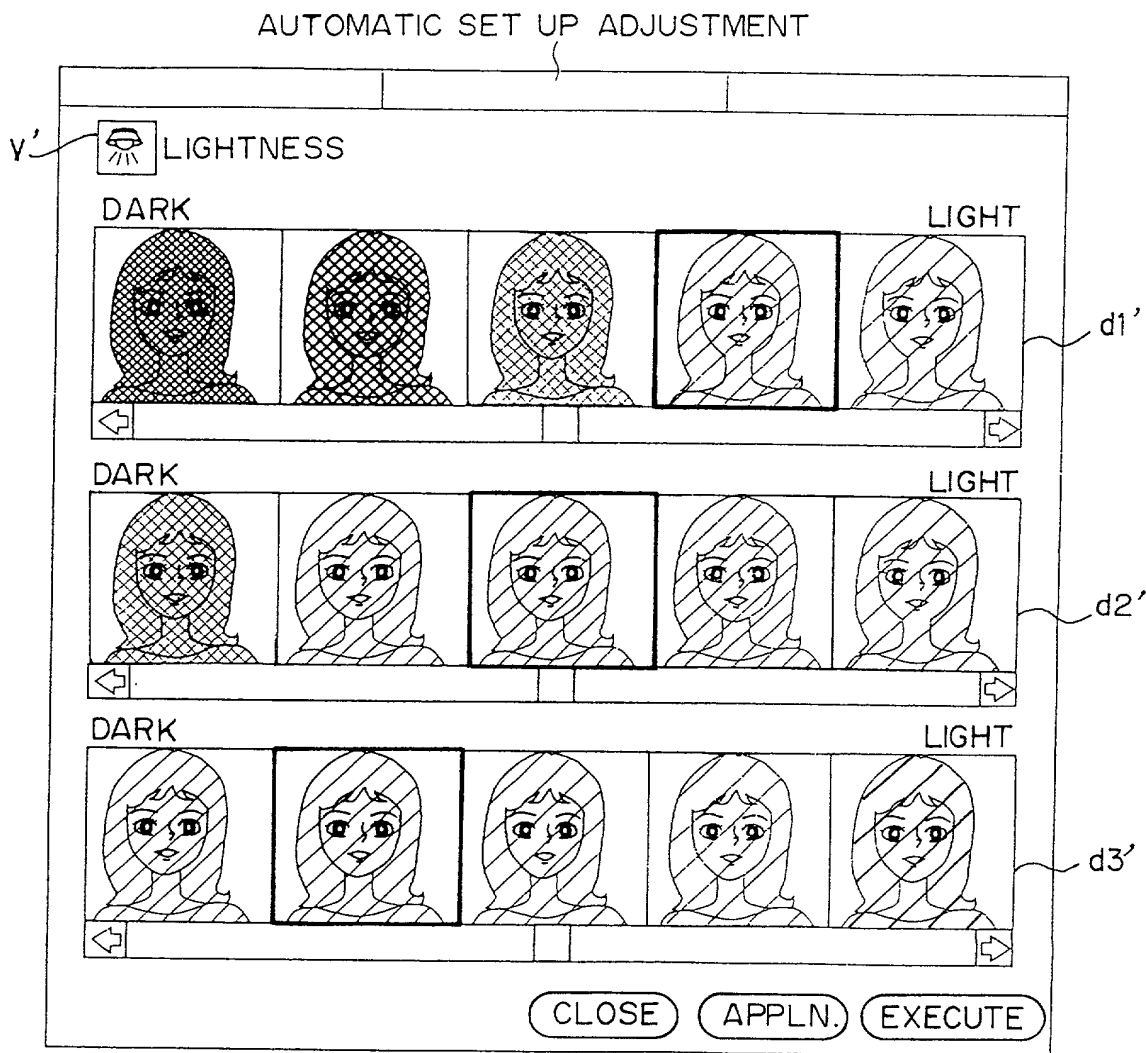 AUTOMATIC SET UP ADJUSTMENT
γ' LIGHTNESS
DARK LIGHT
d1'
DARK LIGHT
d2'
DARK LIGHT
d3'
CLOSE APPLN. EXECUTE